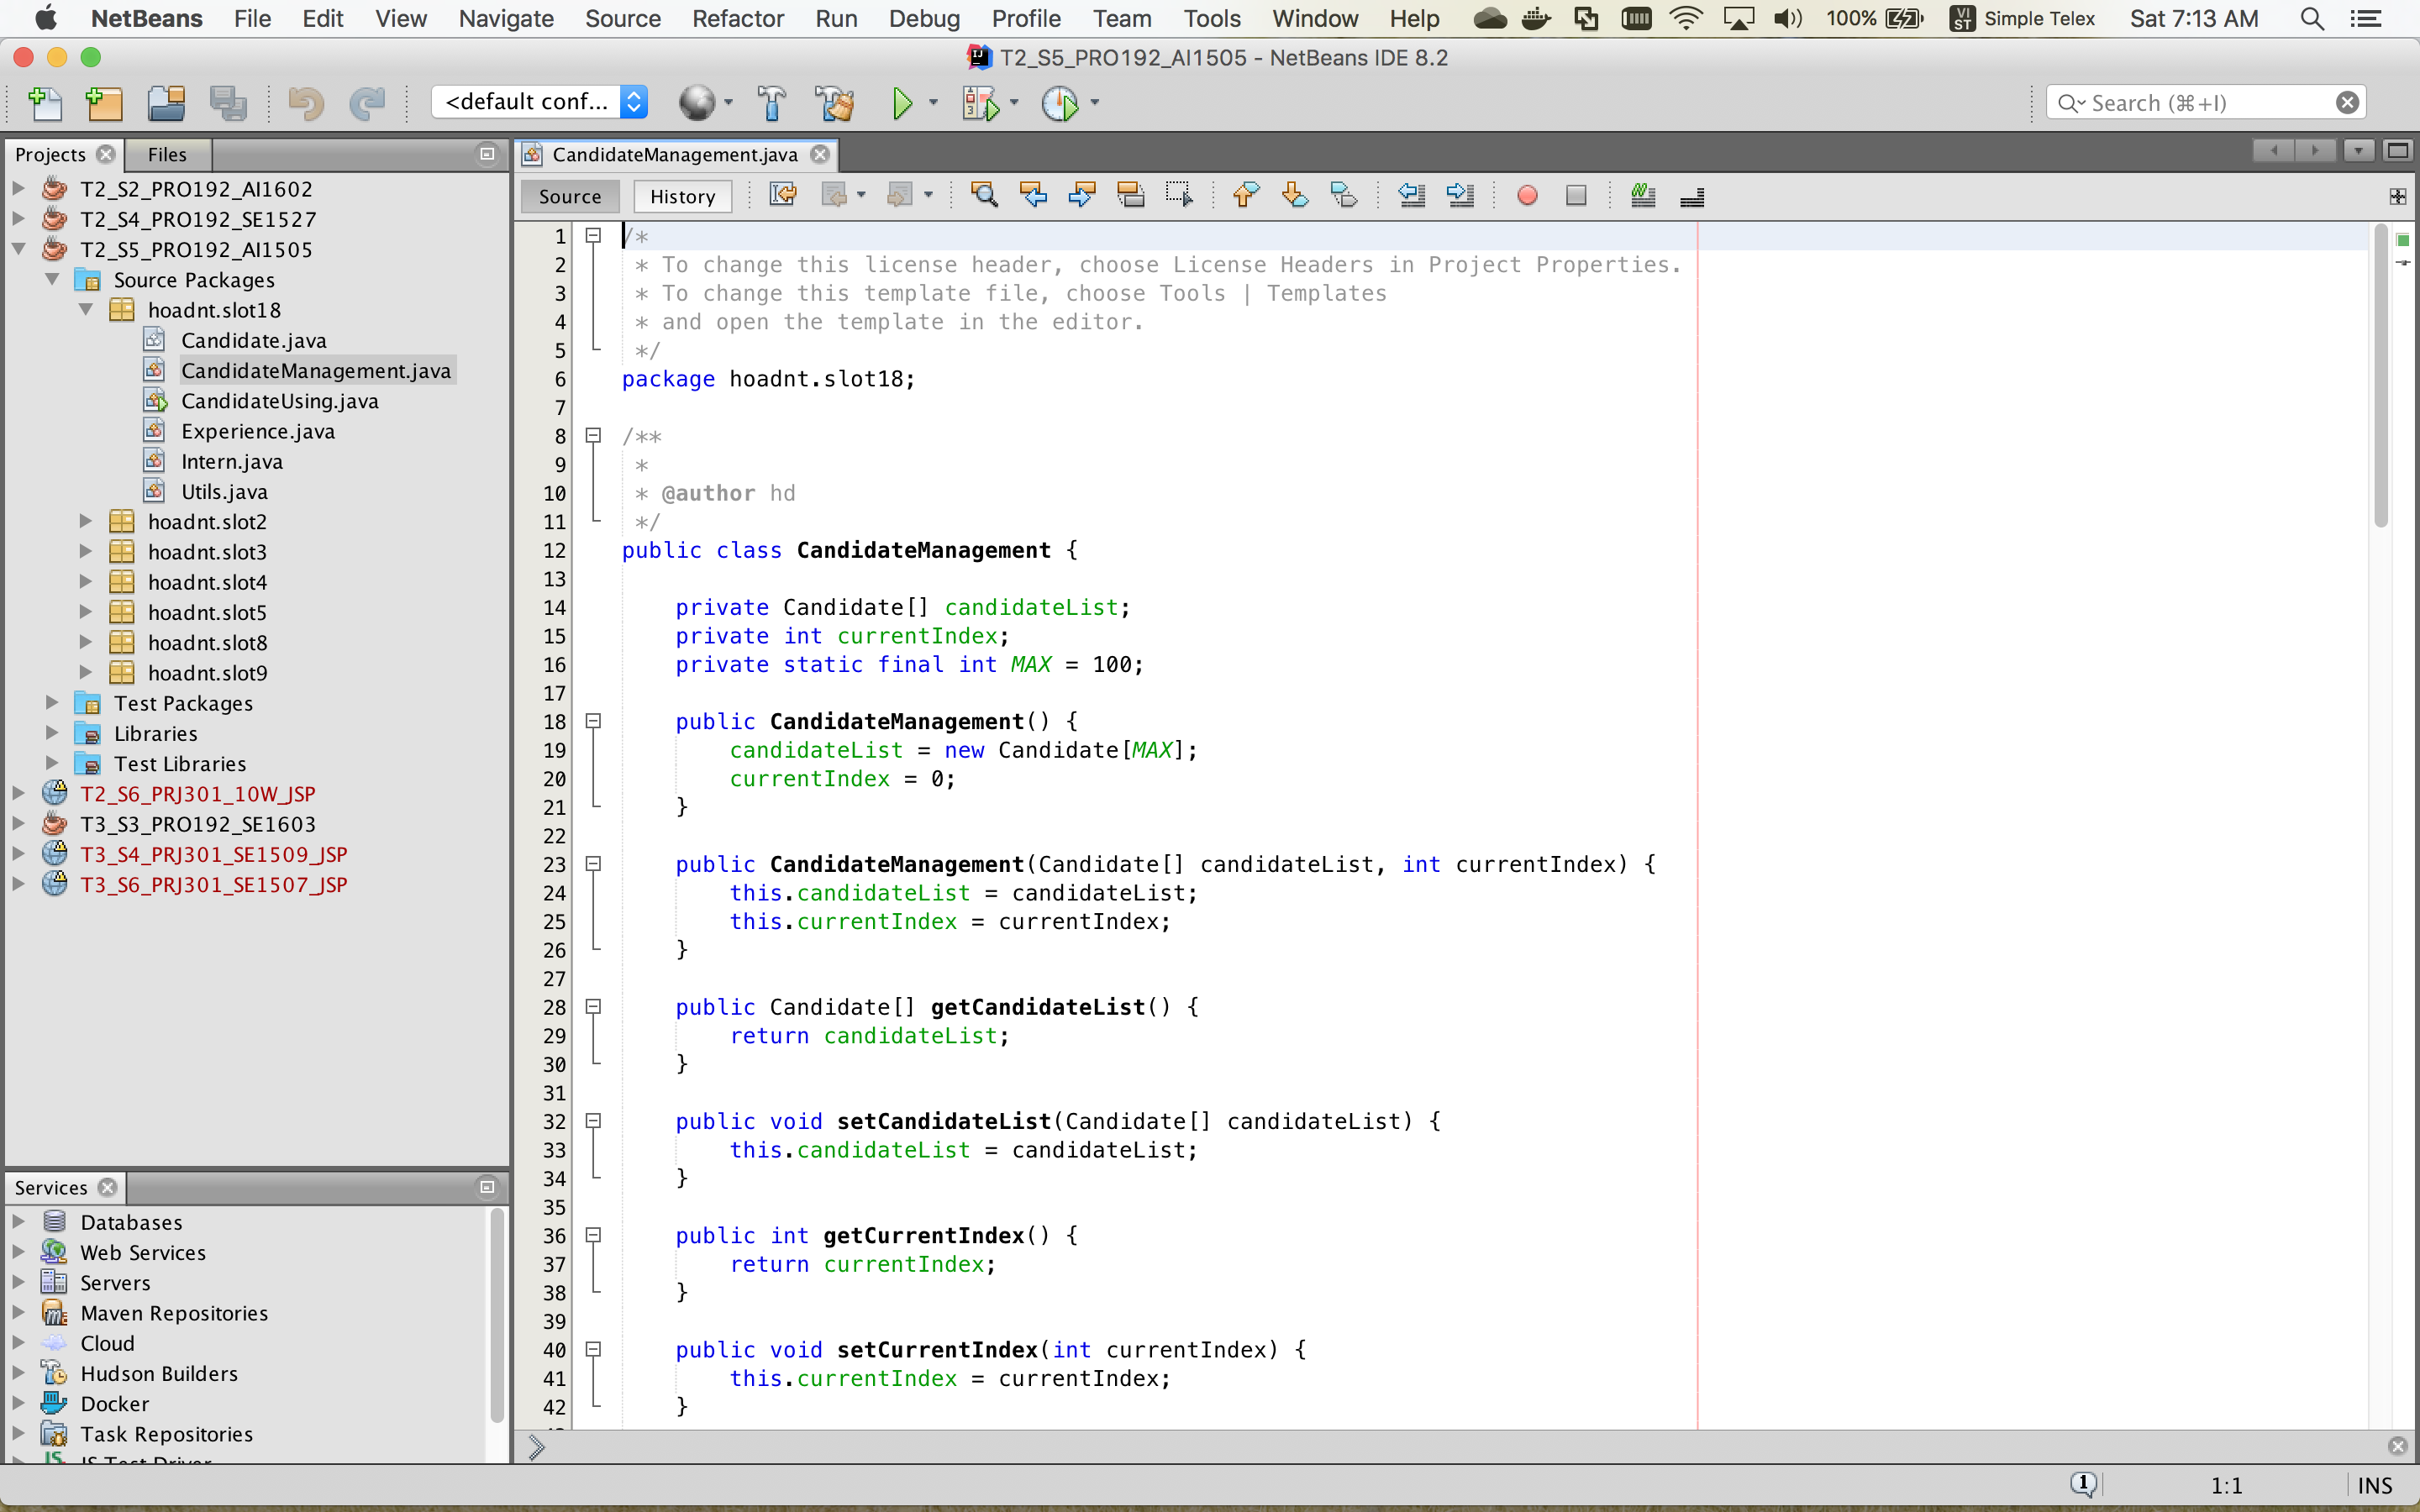 NetBeans File Edit View Navigate Source Refactor Run Debug Profile Team Tools Window Help 100% VI ST Simple Telex Sat 7:13 AM
T2_S5_PRO192_AI1505 - NetBeans IDE 8.2
<default conf...
Search (⌘+I)
Projects Files
T2_S2_PRO192_AI1602
T2_S4_PRO192_SE1527
T2_S5_PRO192_AI1505
Source Packages
hoadnt.slot18
Candidate.java
CandidateManagement.java
CandidateUsing.java
Experience.java
Intern.java
Utils.java
hoadnt.slot2
hoadnt.slot3
hoadnt.slot4
hoadnt.slot5
hoadnt.slot8
hoadnt.slot9
Test Packages
Libraries
Test Libraries
T2_S6_PRJ301_10W_JSP
T3_S3_PRO192_SE1603
T3_S4_PRJ301_SE1509_JSP
T3_S6_PRJ301_SE1507_JSP
Services
Databases
Web Services
Servers
Maven Repositories
Cloud
Hudson Builders
Docker
Task Repositories
JS Test Driver
CandidateManagement.java
Source History
1 /*
2 * To change this license header, choose License Headers in Project Properties.
3 * To change this template file, choose Tools | Templates
4 * and open the template in the editor.
5 */
6 package hoadnt.slot18;
7
8 /**
9 *
10 * @author hd
11 */
12 public class CandidateManagement {
13
14 private Candidate[] candidateList;
15 private int currentIndex;
16 private static final int MAX = 100;
17
18 public CandidateManagement() {
19 candidateList = new Candidate[MAX];
20 currentIndex = 0;
21 }
22
23 public CandidateManagement(Candidate[] candidateList, int currentIndex) {
24 this.candidateList = candidateList;
25 this.currentIndex = currentIndex;
26 }
27
28 public Candidate[] getCandidateList() {
29 return candidateList;
30 }
31
32 public void setCandidateList(Candidate[] candidateList) {
33 this.candidateList = candidateList;
34 }
35
36 public int getCurrentIndex() {
37 return currentIndex;
38 }
39
40 public void setCurrentIndex(int currentIndex) {
41 this.currentIndex = currentIndex;
42 }
1 1:1 INS